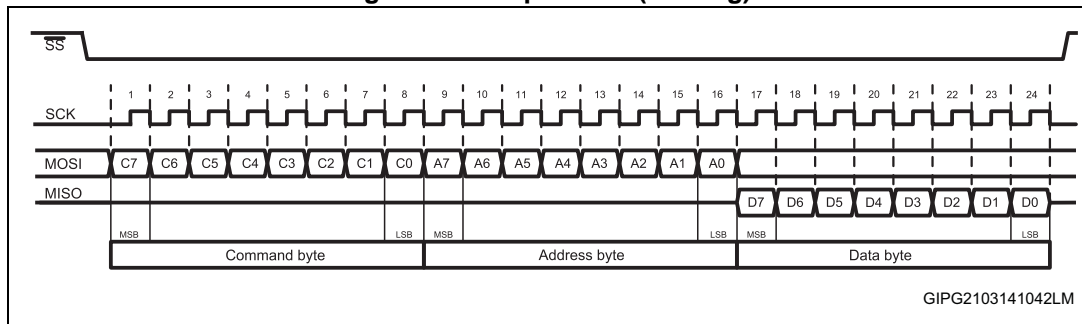 SS
1 2 3 4 5 6 7 8 9 10 11 12 13 14 15 16 17 18 19 20 21 22 23 24
SCK
MOSI C7 C6 C5 C4 C3 C2 C1 C0 A7 A6 A5 A4 A3 A2 A1 A0
MISO D7 D6 D5 D4 D3 D2 D1 D0
MSB LSB MSB LSB MSB LSB
Command byte Address byte Data byte
GIPG2103141042LM